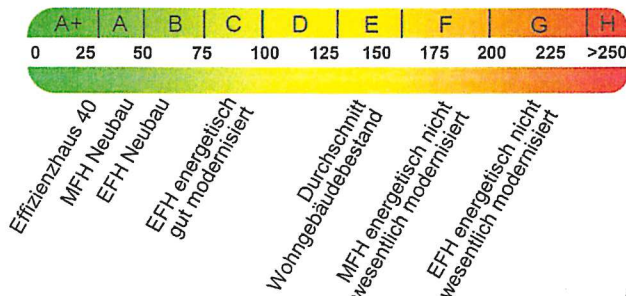 A+ A B C D E F G H
0 25 50 75 100 125 150 175 200 225 >250
Effizienzhaus 40
MFH Neubau
EFH Neubau
EFH energetisch
gut modernisiert
Durchschnitt
Wohngebäudebestand
MFH energetisch nicht
wesentlich modernisiert
EFH energetisch nicht
wesentlich modernisiert